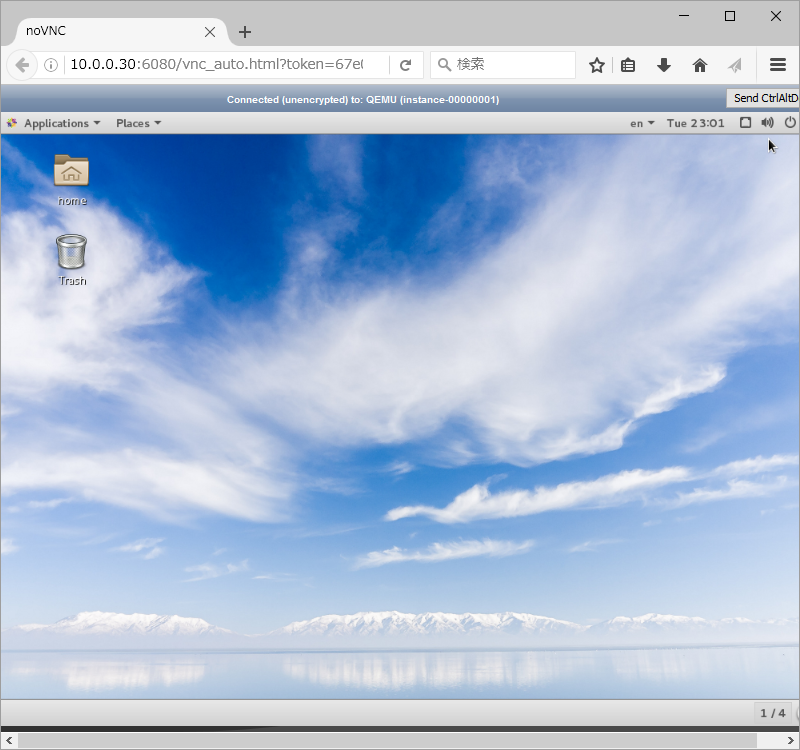 noVNC
10.0.0.30:6080/vnc_auto.html?token=67e
検索
Connected (unencrypted) to: QEMU (instance-00000001)
Send CtrlAltD
Applications Places en Tue 23:01
home
Trash
1 / 4